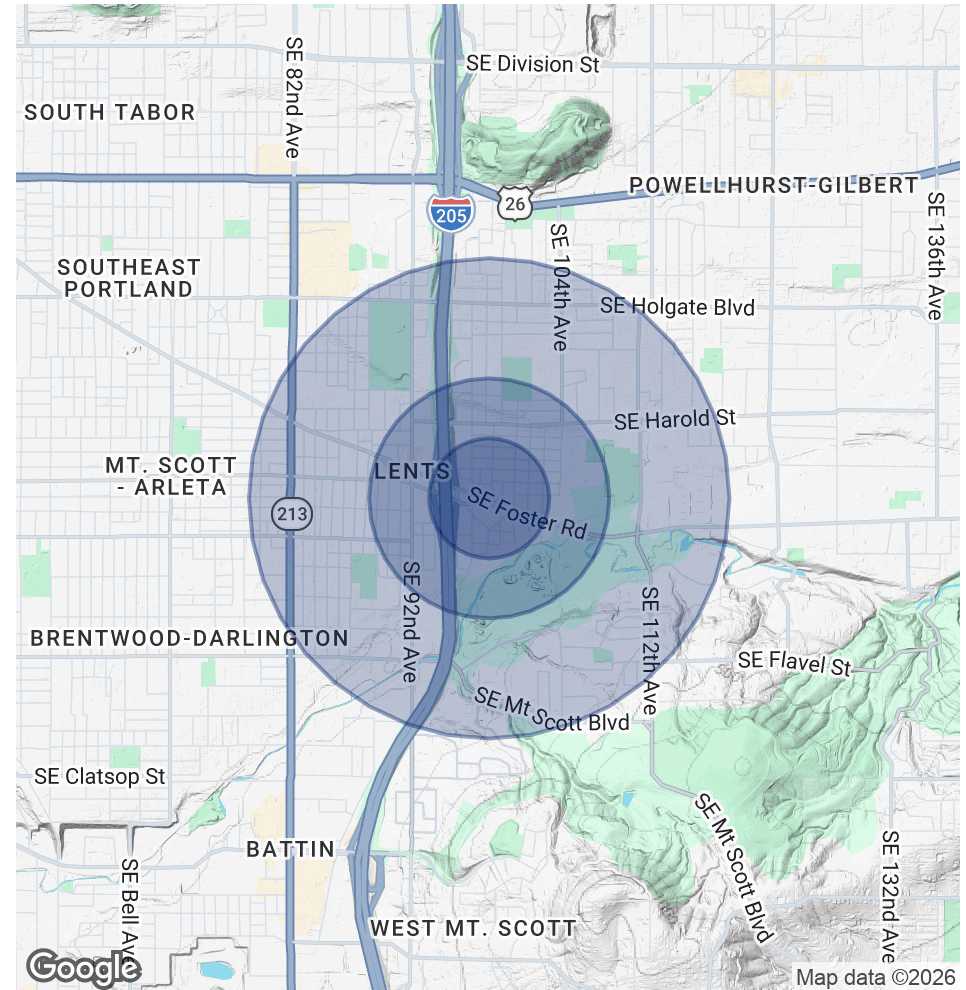 SE 82nd Ave
SE Division St
SOUTH TABOR
POWELLHURST-GILBERT
26
205
SE 136th Ave
SE 104th Ave
SOUTHEAST
PORTLAND
SE Holgate Blvd
SE Harold St
MT. SCOTT
- ARLETA
LENTS
SE Foster Rd
213
SE 92nd Ave
SE 112th Ave
BRENTWOOD-DARLINGTON
SE Flavel St
SE Mt Scott Blvd
SE Clatsop St
SE Mt Scott Blvd
BATTIN
SE Bell Ave
SE 132nd Ave
WEST MT. SCOTT
Google
Map data ©2026